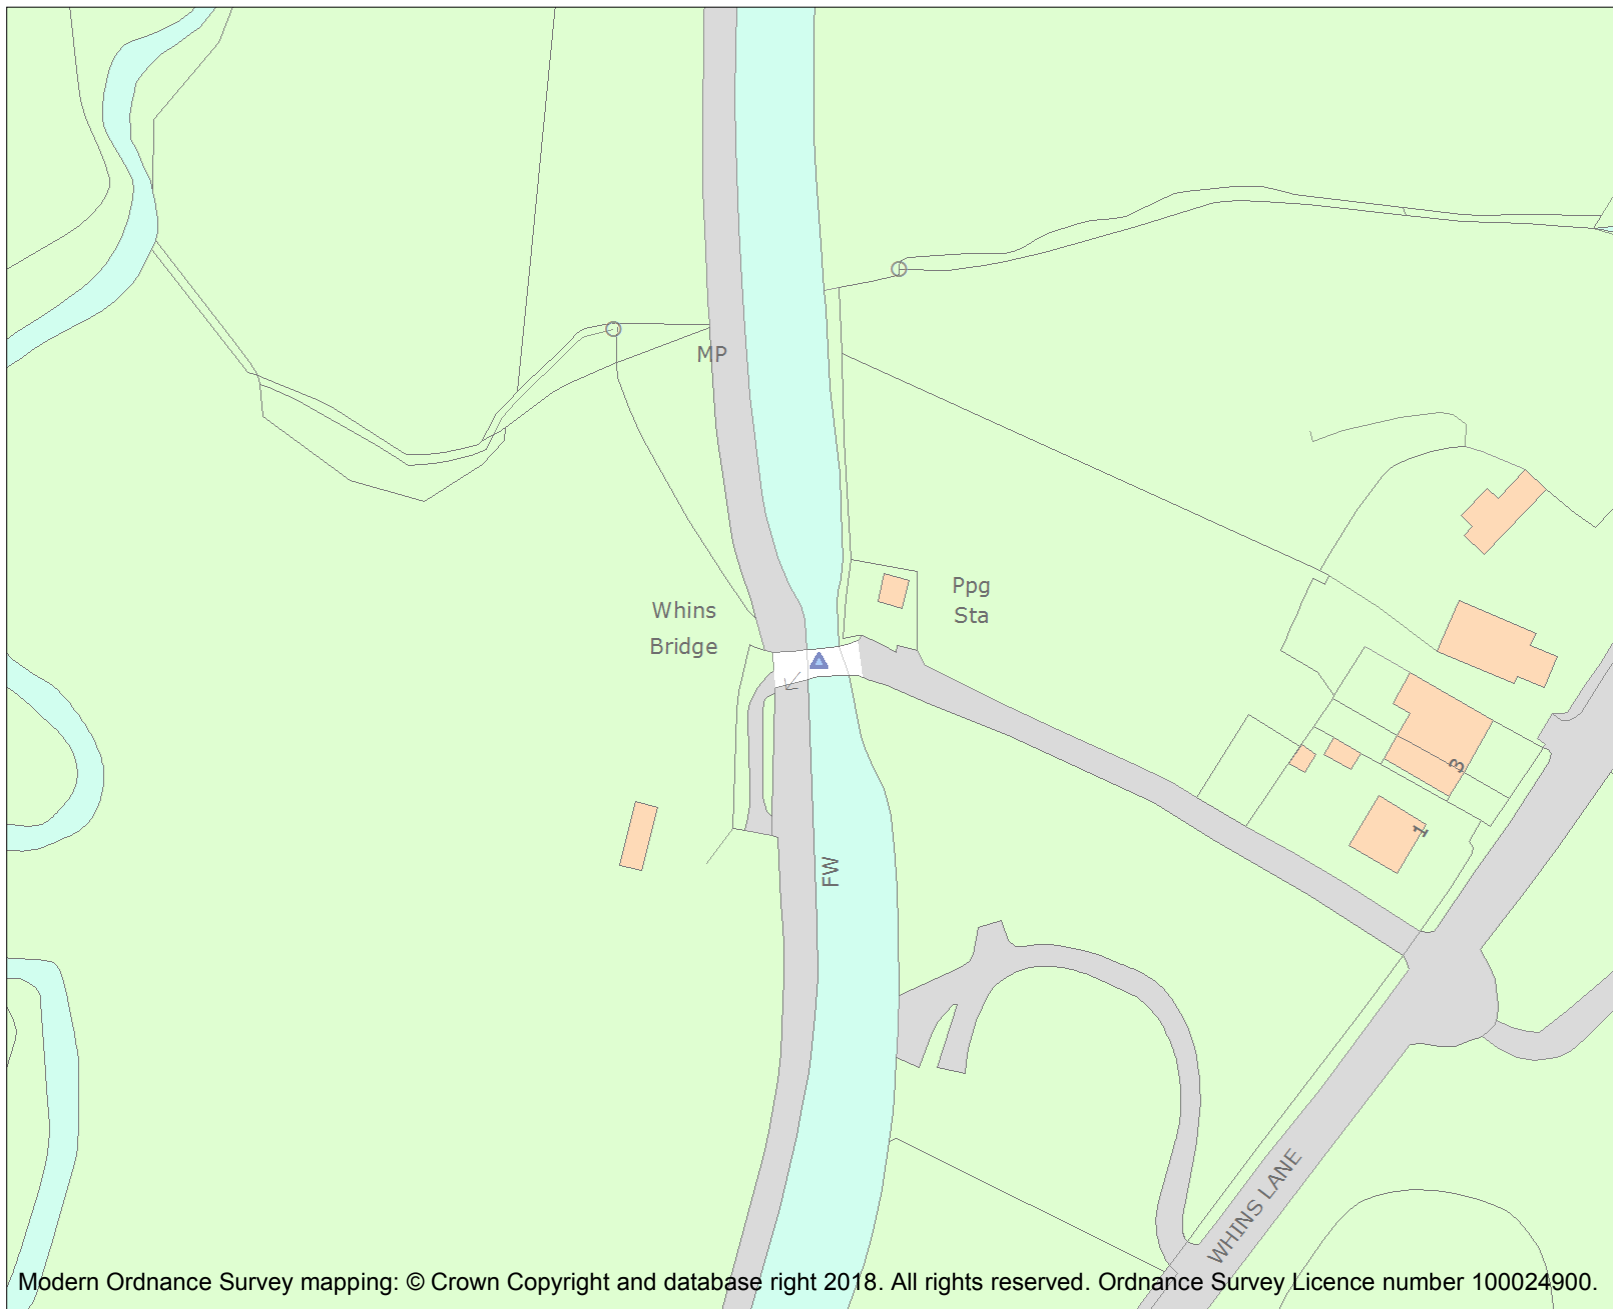 MP
Whins
Bridge
Ppg
Sta
3
1
FW
WHINS LANE
Modern Ordnance Survey mapping: © Crown Copyright and database right 2018. All rights reserved. Ordnance Survey Licence number 100024900.